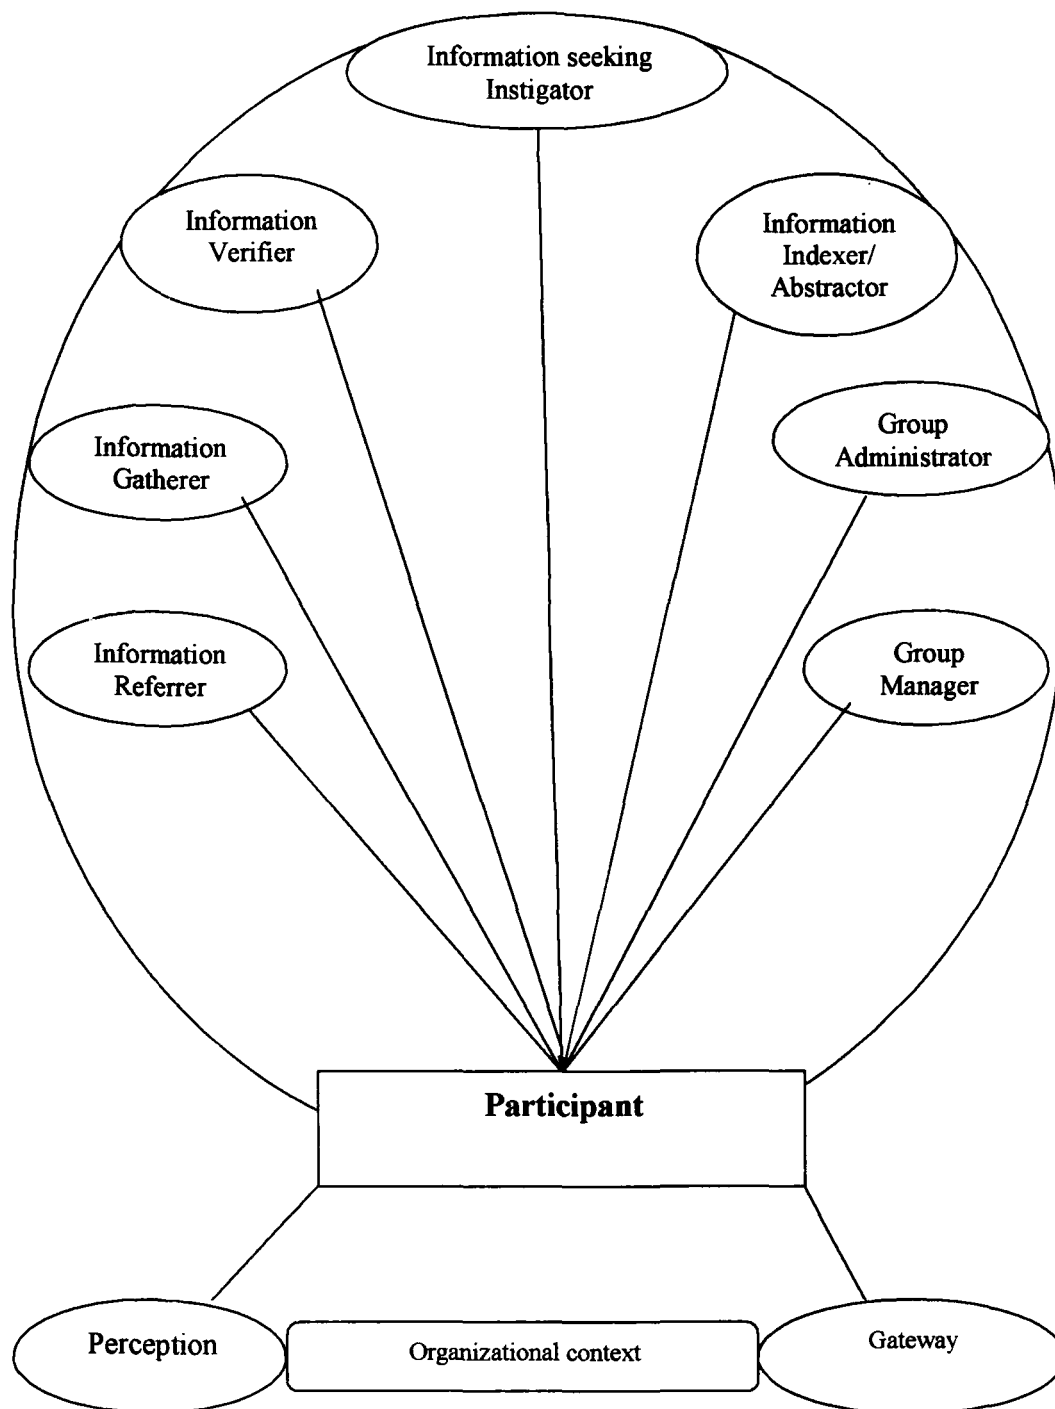 Information seeking
Instigator
Information
Verifier
Information
Indexer/
Abstractor
Information
Gatherer
Group
Administrator
Information
Referrer
Group
Manager
Participant
Perception
Organizational context
Gateway